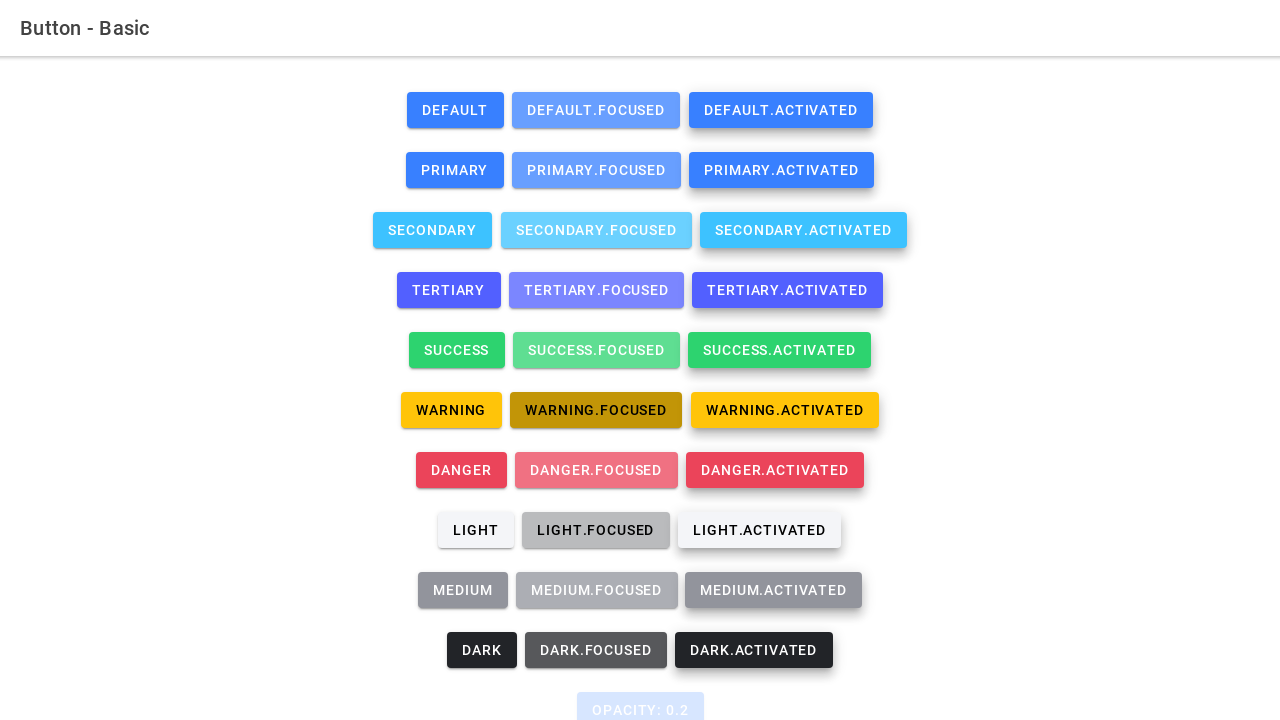 Button - Basic
DEFAULT DEFAULT.FOCUSED DEFAULT.ACTIVATED
PRIMARY PRIMARY.FOCUSED PRIMARY.ACTIVATED
SECONDARY SECONDARY.FOCUSED SECONDARY.ACTIVATED
TERTIARY TERTIARY.FOCUSED TERTIARY.ACTIVATED
SUCCESS SUCCESS.FOCUSED SUCCESS.ACTIVATED
WARNING WARNING.FOCUSED WARNING.ACTIVATED
DANGER DANGER.FOCUSED DANGER.ACTIVATED
LIGHT LIGHT.FOCUSED LIGHT.ACTIVATED
MEDIUM MEDIUM.FOCUSED MEDIUM.ACTIVATED
DARK DARK.FOCUSED DARK.ACTIVATED
OPACITY: 0.2